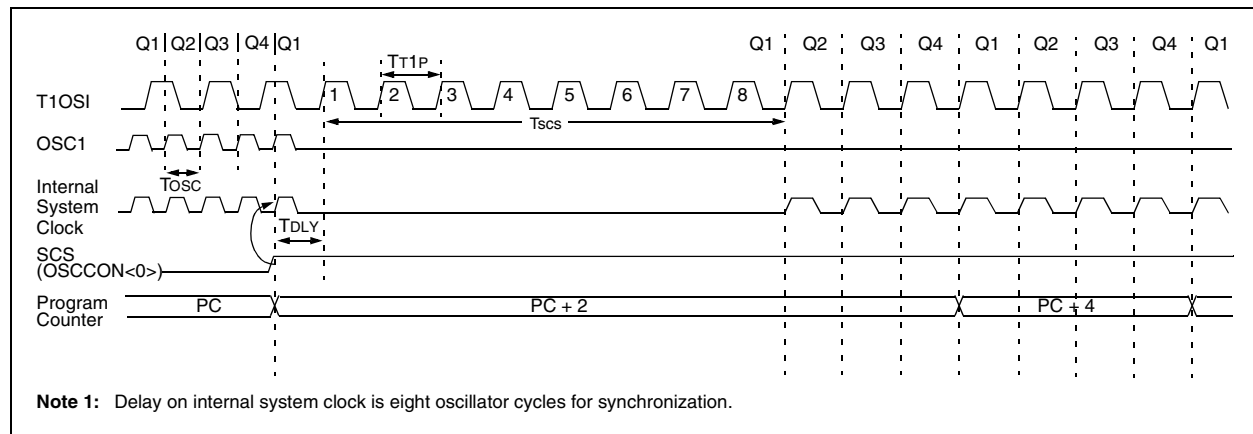 Q1 Q2 Q3 Q4 Q1 Q1 Q2 Q3 Q4 Q1 Q2 Q3 Q4 Q1
TT1P
T1OSI
1 2 3 4 5 6 7 8
TSCS
OSC1
TOSC
Internal
System
Clock
TDLY
SCS
(OSCCON<0>)
Program
Counter
PC PC + 2 PC + 4
Note 1: Delay on internal system clock is eight oscillator cycles for synchronization.